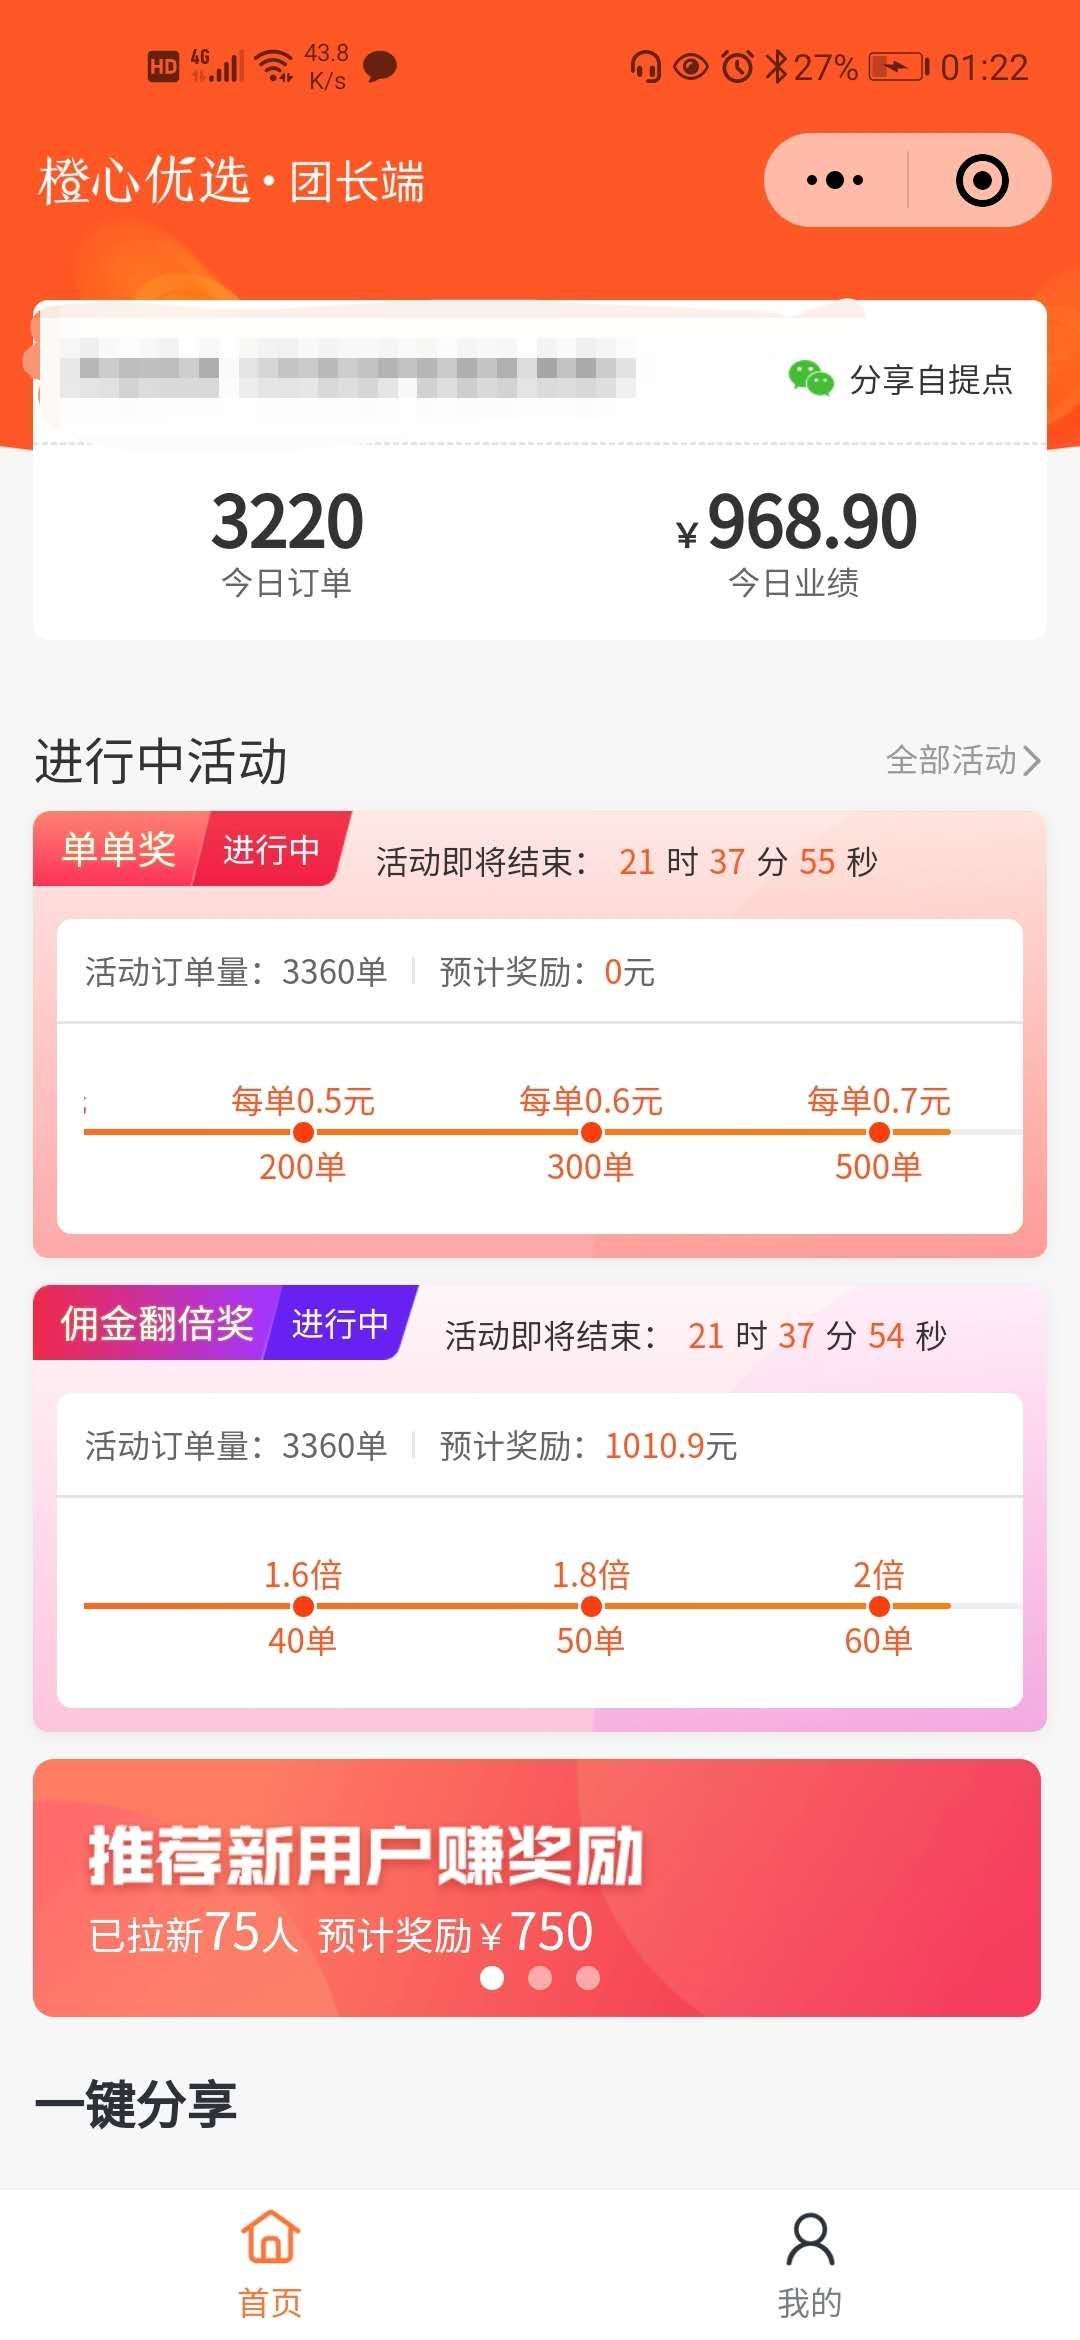 HD 4G 43.8 K/s 27% 01:22
橙心优选·团长端
分享自提点
3220 ¥968.90
今日订单 今日业绩
进行中活动 全部活动
单单奖 进行中 活动即将结束: 21 时 37 分 55 秒
活动订单量: 3360单 预计奖励: 0元
每单0.5元 每单0.6元 每单0.7元
200单 300单 500单
佣金翻倍奖 进行中 活动即将结束: 21 时 37 分 54 秒
活动订单量: 3360单 预计奖励: 1010.9元
1.6倍 1.8倍 2倍
40单 50单 60单
推荐新用户赚奖励
已拉新75人 预计奖励¥750
一键分享
首页 我的